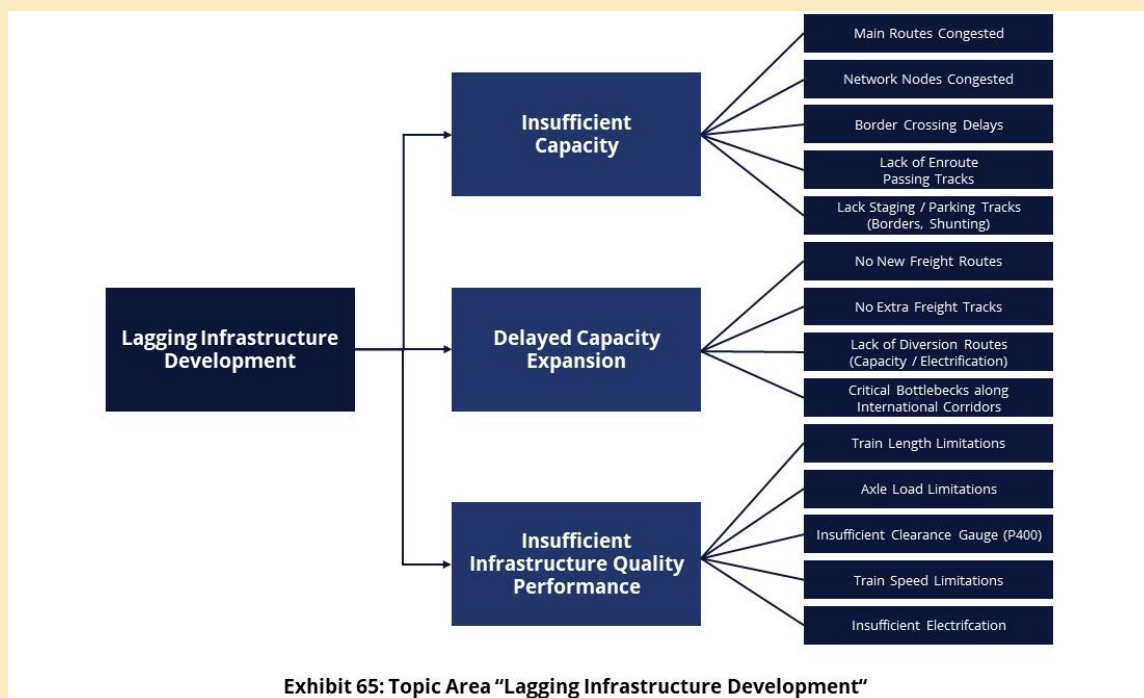 Lagging Infrastructure
Development
Insufficient
Capacity
Main Routes Congested
Network Nodes Congested
Border Crossing Delays
Lack of Enroute
Passing Tracks
Lack Staging / Parking Tracks
(Borders, Shunting)
Delayed Capacity
Expansion
No New Freight Routes
No Extra Freight Tracks
Lack of Diversion Routes
(Capacity / Electrification)
Critical Bottlebecks along
International Corridors
Insufficient
Infrastructure Quality
Performance
Train Length Limitations
Axle Load Limitations
Insufficient Clearance Gauge (P400)
Train Speed Limitations
Insufficient Electrifcation
Exhibit 65: Topic Area “Lagging Infrastructure Development“